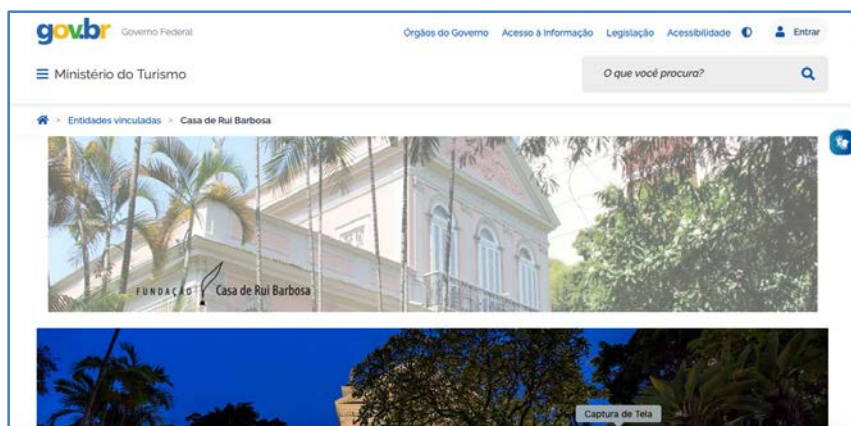 gov.br Governo Federal Órgãos do Governo Acesso à Informação Legislação Acessibilidade Entrar
Ministério do Turismo O que você procura?
> Entidades vinculadas > Casa de Rui Barbosa
FUNDAÇÃO Casa de Rui Barbosa
Captura de Tela